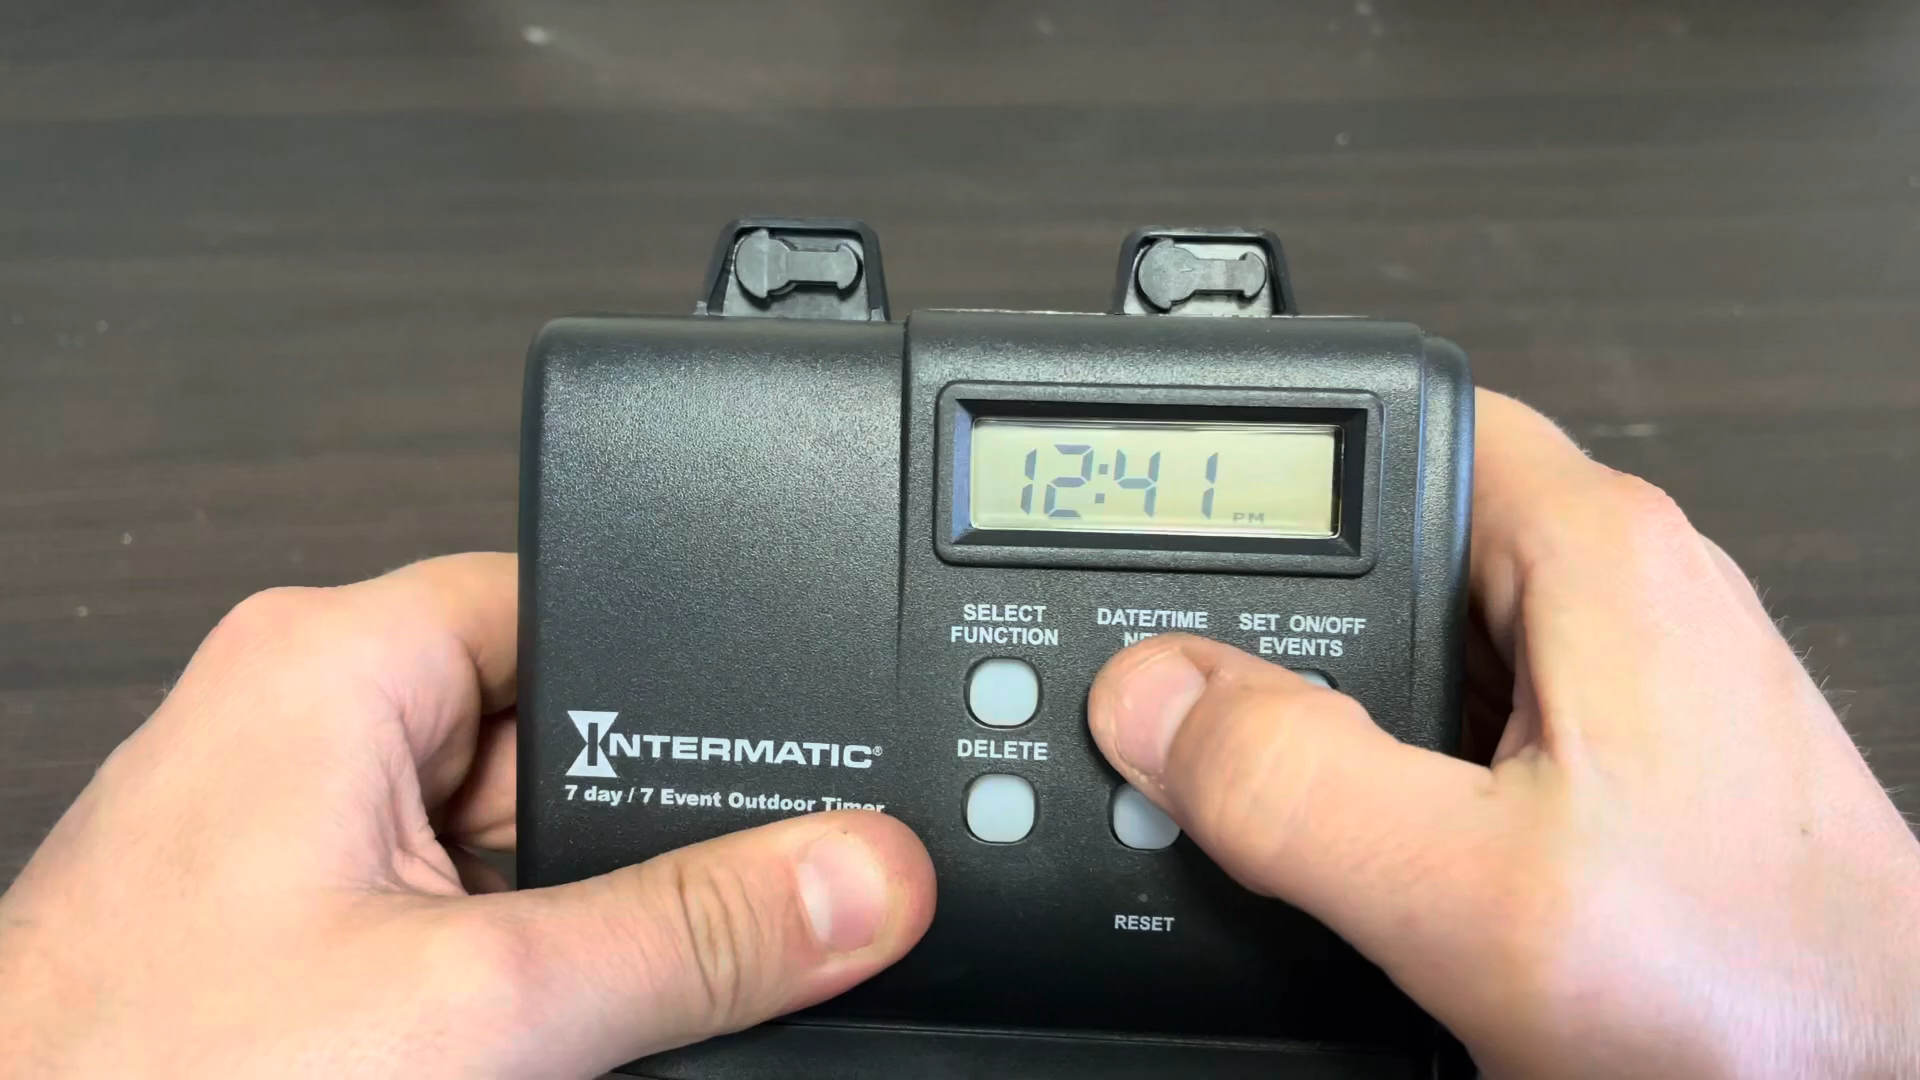 12:41 PM
SELECT FUNCTION
DATE/TIME
SET ON/OFF EVENTS
DELETE
INTERMATIC®
7 day / 7 Event Outdoor Timer
RESET